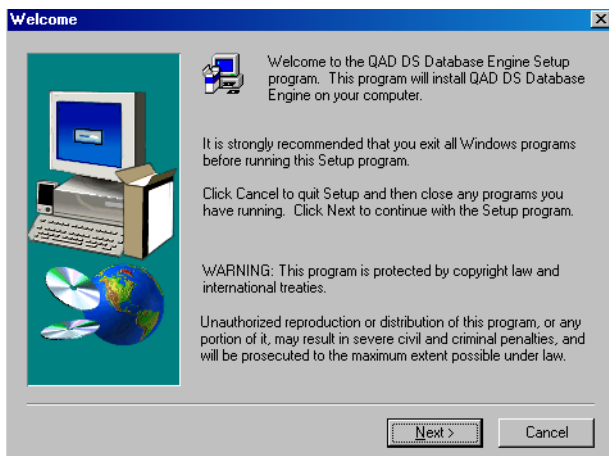 Welcome
Welcome to the QAD DS Database Engine Setup
program. This program will install QAD DS Database
Engine on your computer.
It is strongly recommended that you exit all Windows programs
before running this Setup program.
Click Cancel to quit Setup and then close any programs you
have running. Click Next to continue with the Setup program.
WARNING: This program is protected by copyright law and
international treaties.
Unauthorized reproduction or distribution of this program, or any
portion of it, may result in severe civil and criminal penalties, and
will be prosecuted to the maximum extent possible under law.
Next >
Cancel